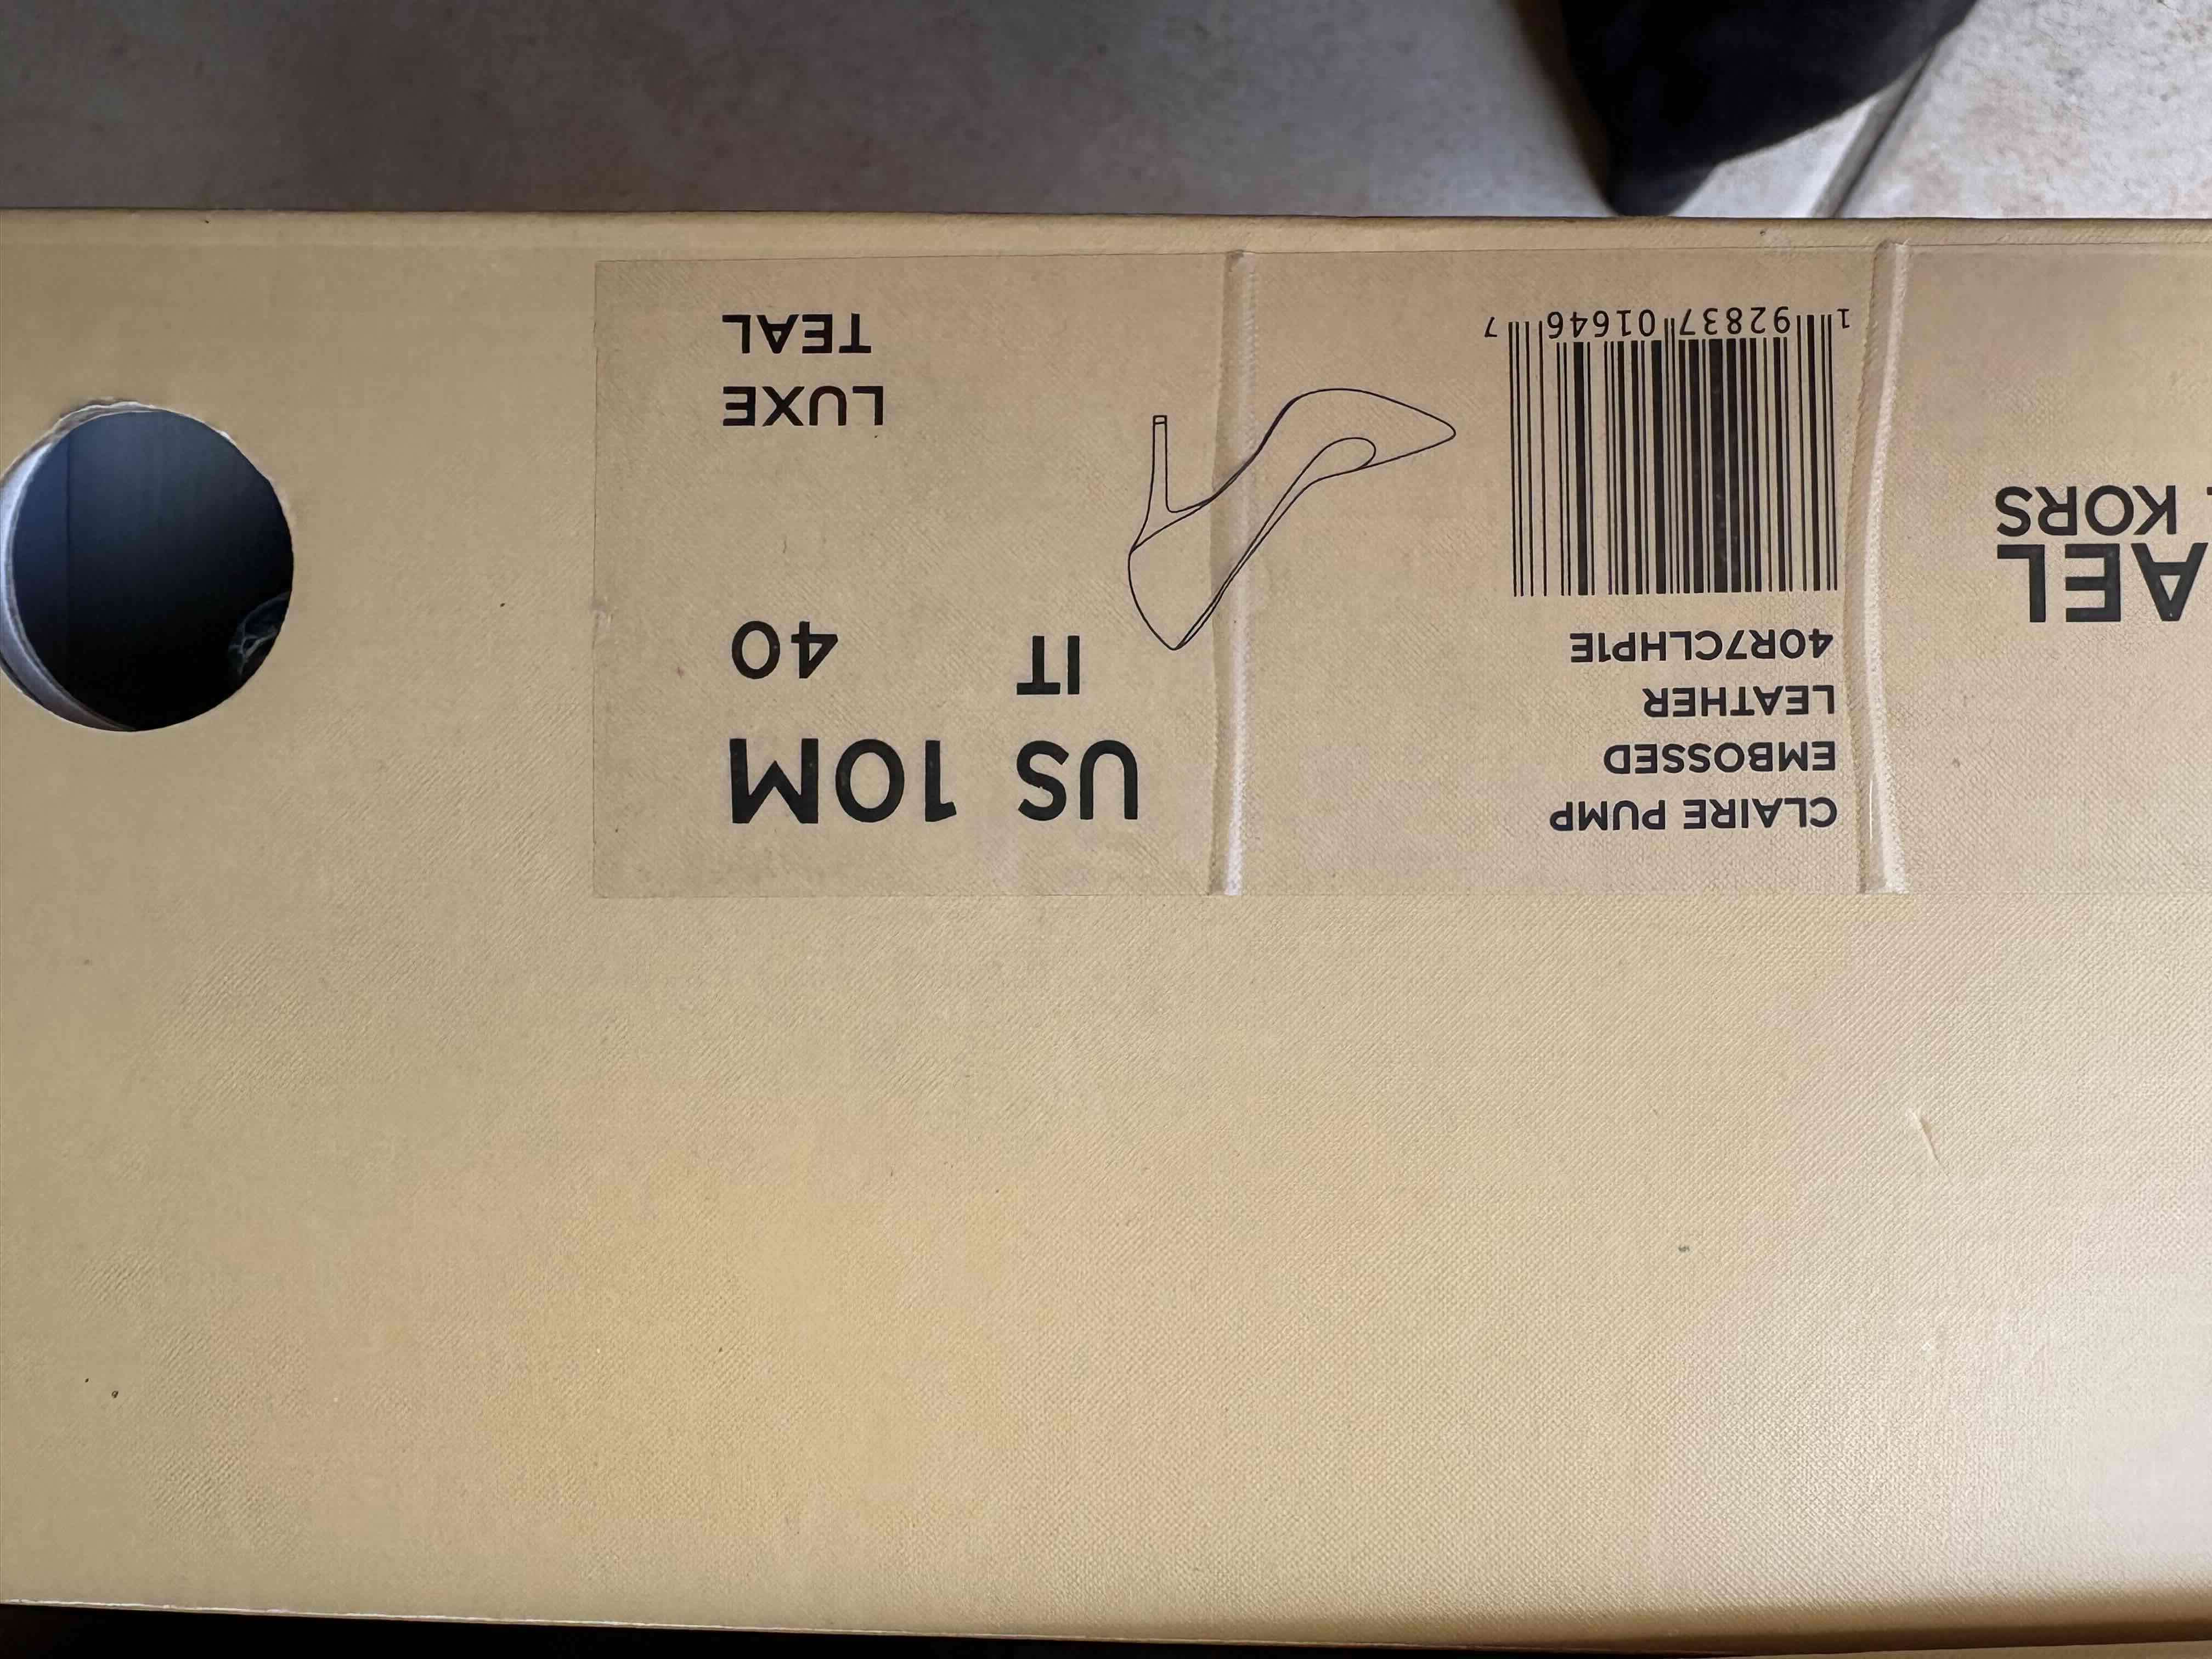 AEL
KORS
CLAIRE PUMP
EMBOSSED
LEATHER
40R7CLHP1E
1 92837 01646 7
US 10M
IT 40
LUXE
TEAL